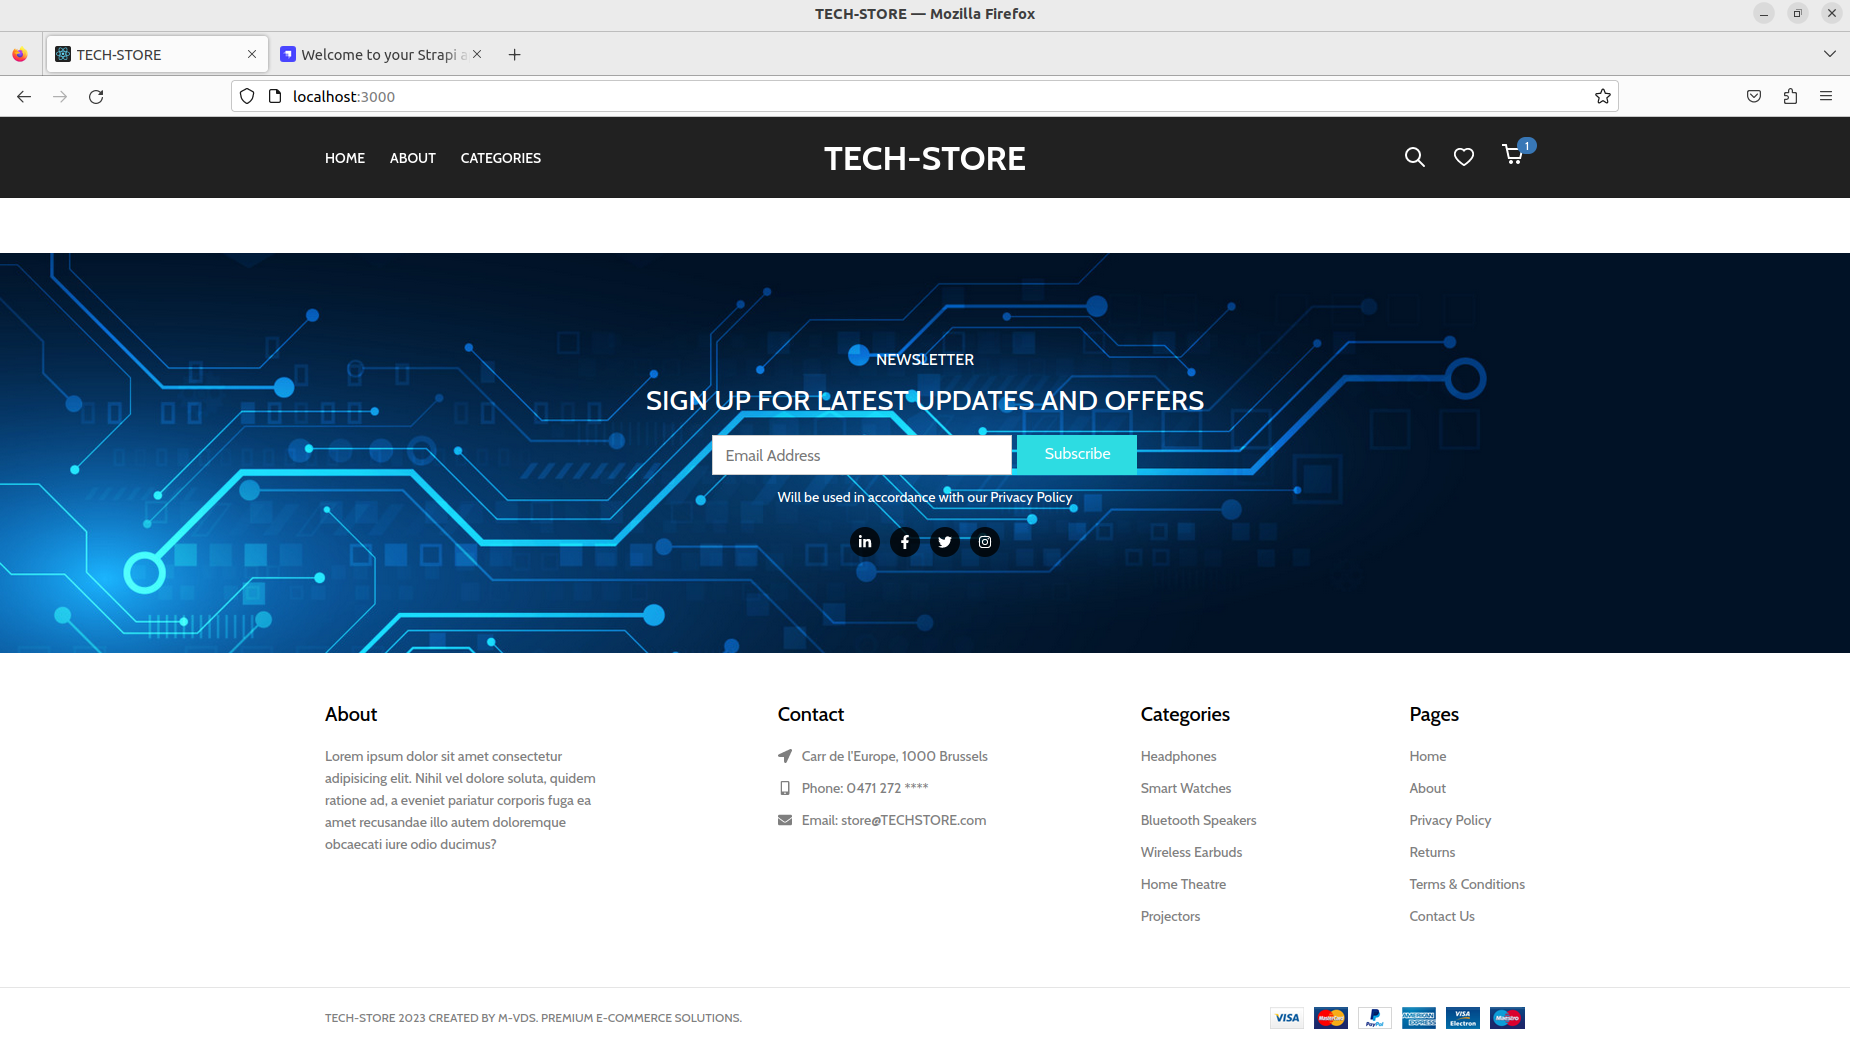 TECH-STORE — Mozilla Firefox
TECH-STORE
Welcome to your Strapi a
localhost:3000
HOME ABOUT CATEGORIES
TECH-STORE
1
NEWSLETTER
SIGN UP FOR LATEST UPDATES AND OFFERS
Email Address
Subscribe
Will be used in accordance with our Privacy Policy
About
Lorem ipsum dolor sit amet consectetur
adipisicing elit. Nihil vel dolore soluta, quidem
ratione ad, a eveniet pariatur corporis fuga ea
amet recusandae illo autem doloremque
obcaecati iure odio ducimus?
Contact
Carr de l'Europe, 1000 Brussels
Phone: 0471 272 ****
Email: store@TECHSTORE.com
Categories
Headphones
Smart Watches
Bluetooth Speakers
Wireless Earbuds
Home Theatre
Projectors
Pages
Home
About
Privacy Policy
Returns
Terms & Conditions
Contact Us
TECH-STORE 2023 CREATED BY M-VDS. PREMIUM E-COMMERCE SOLUTIONS.
VISA
MasterCard
PayPal
AMERICAN EXPRESS
VISA Electron
Maestro